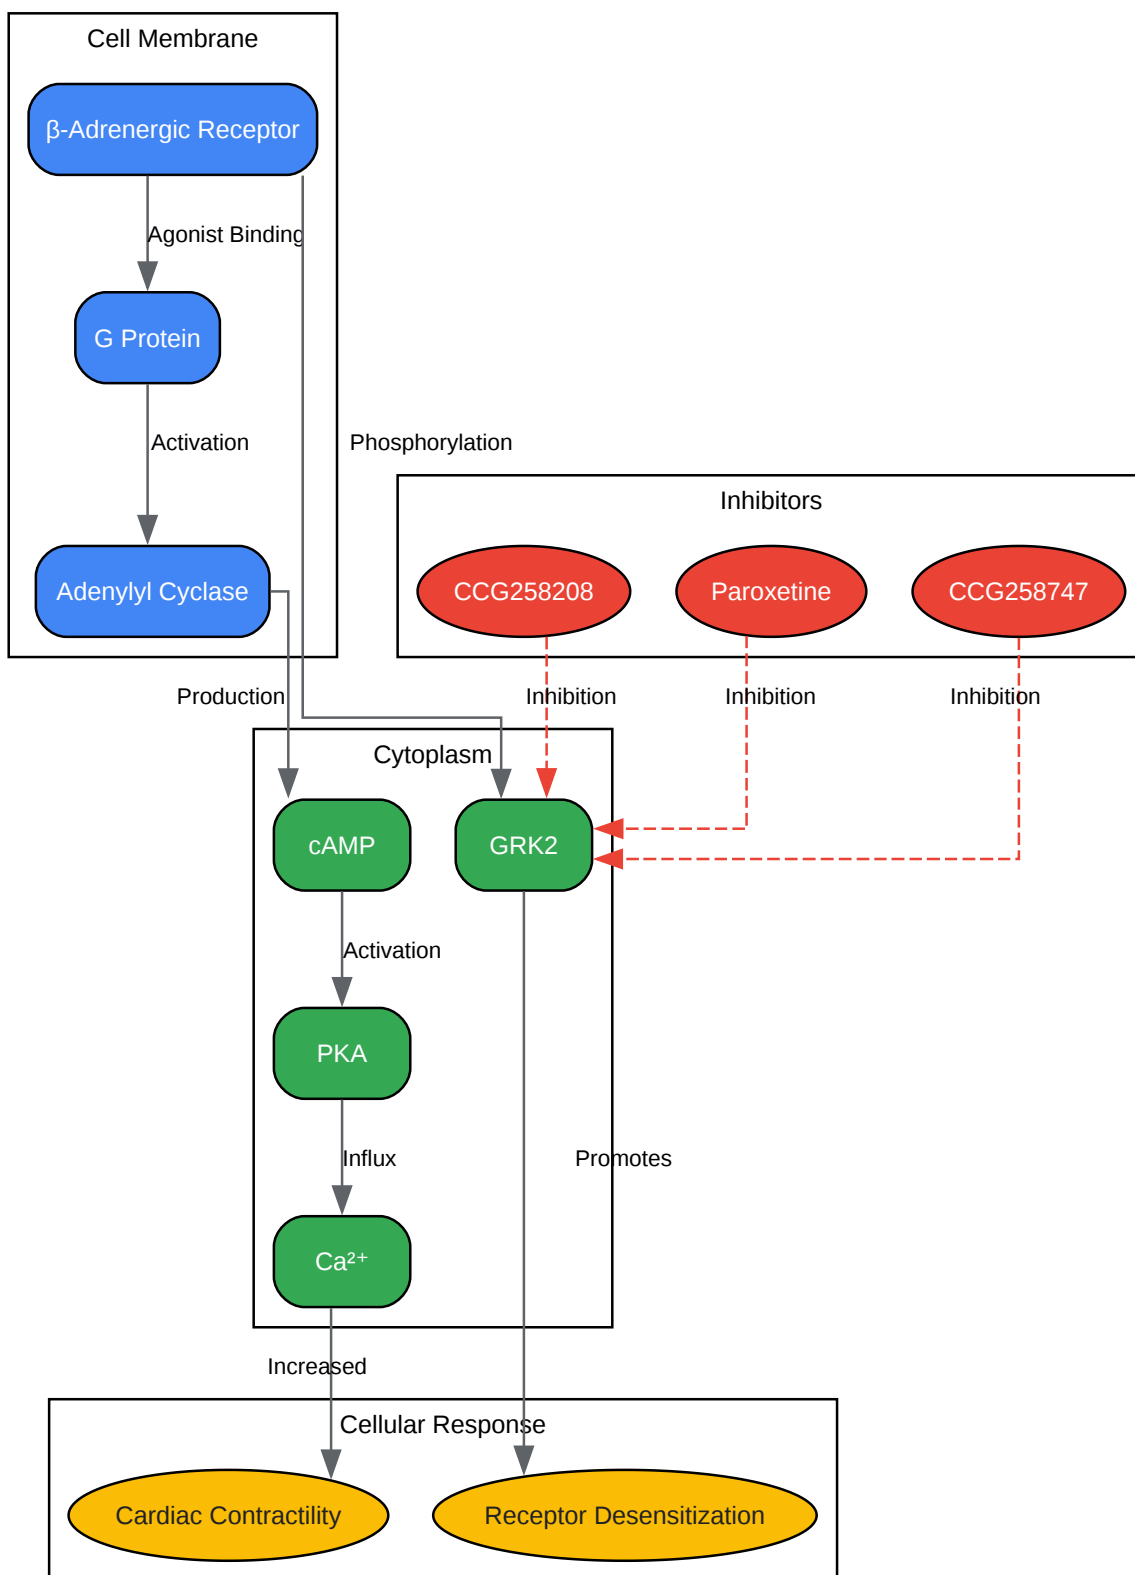 Cell Membrane
β-Adrenergic Receptor
Agonist Binding
G Protein
Activation
Phosphorylation
Inhibitors
Adenylyl Cyclase
CCG258208
Paroxetine
CCG258747
Production
Inhibition
Inhibition
Inhibition
Cytoplasm
cAMP
GRK2
Activation
PKA
Influx
Promotes
Ca²⁺
Increased
Cellular Response
Cardiac Contractility
Receptor Desensitization